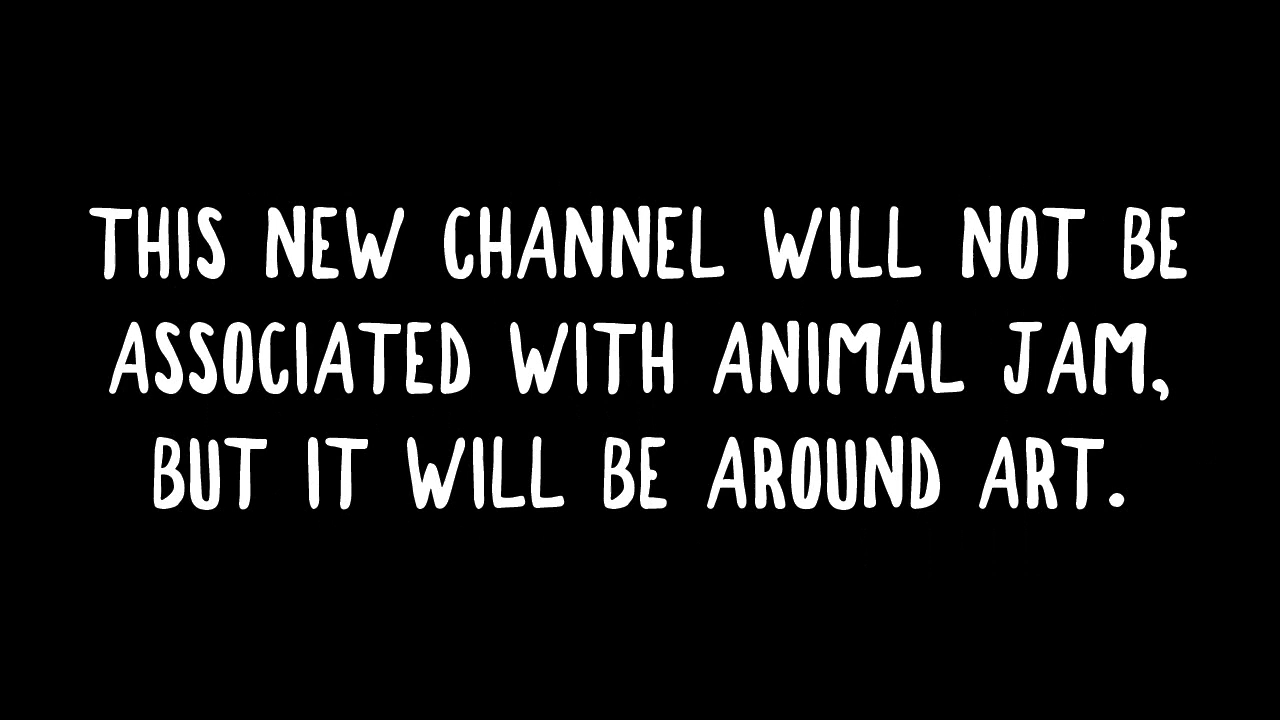 THIS NEW CHANNEL WILL NOT BE
ASSOCIATED WITH ANIMAL JAM,
BUT IT WILL BE AROUND ART.